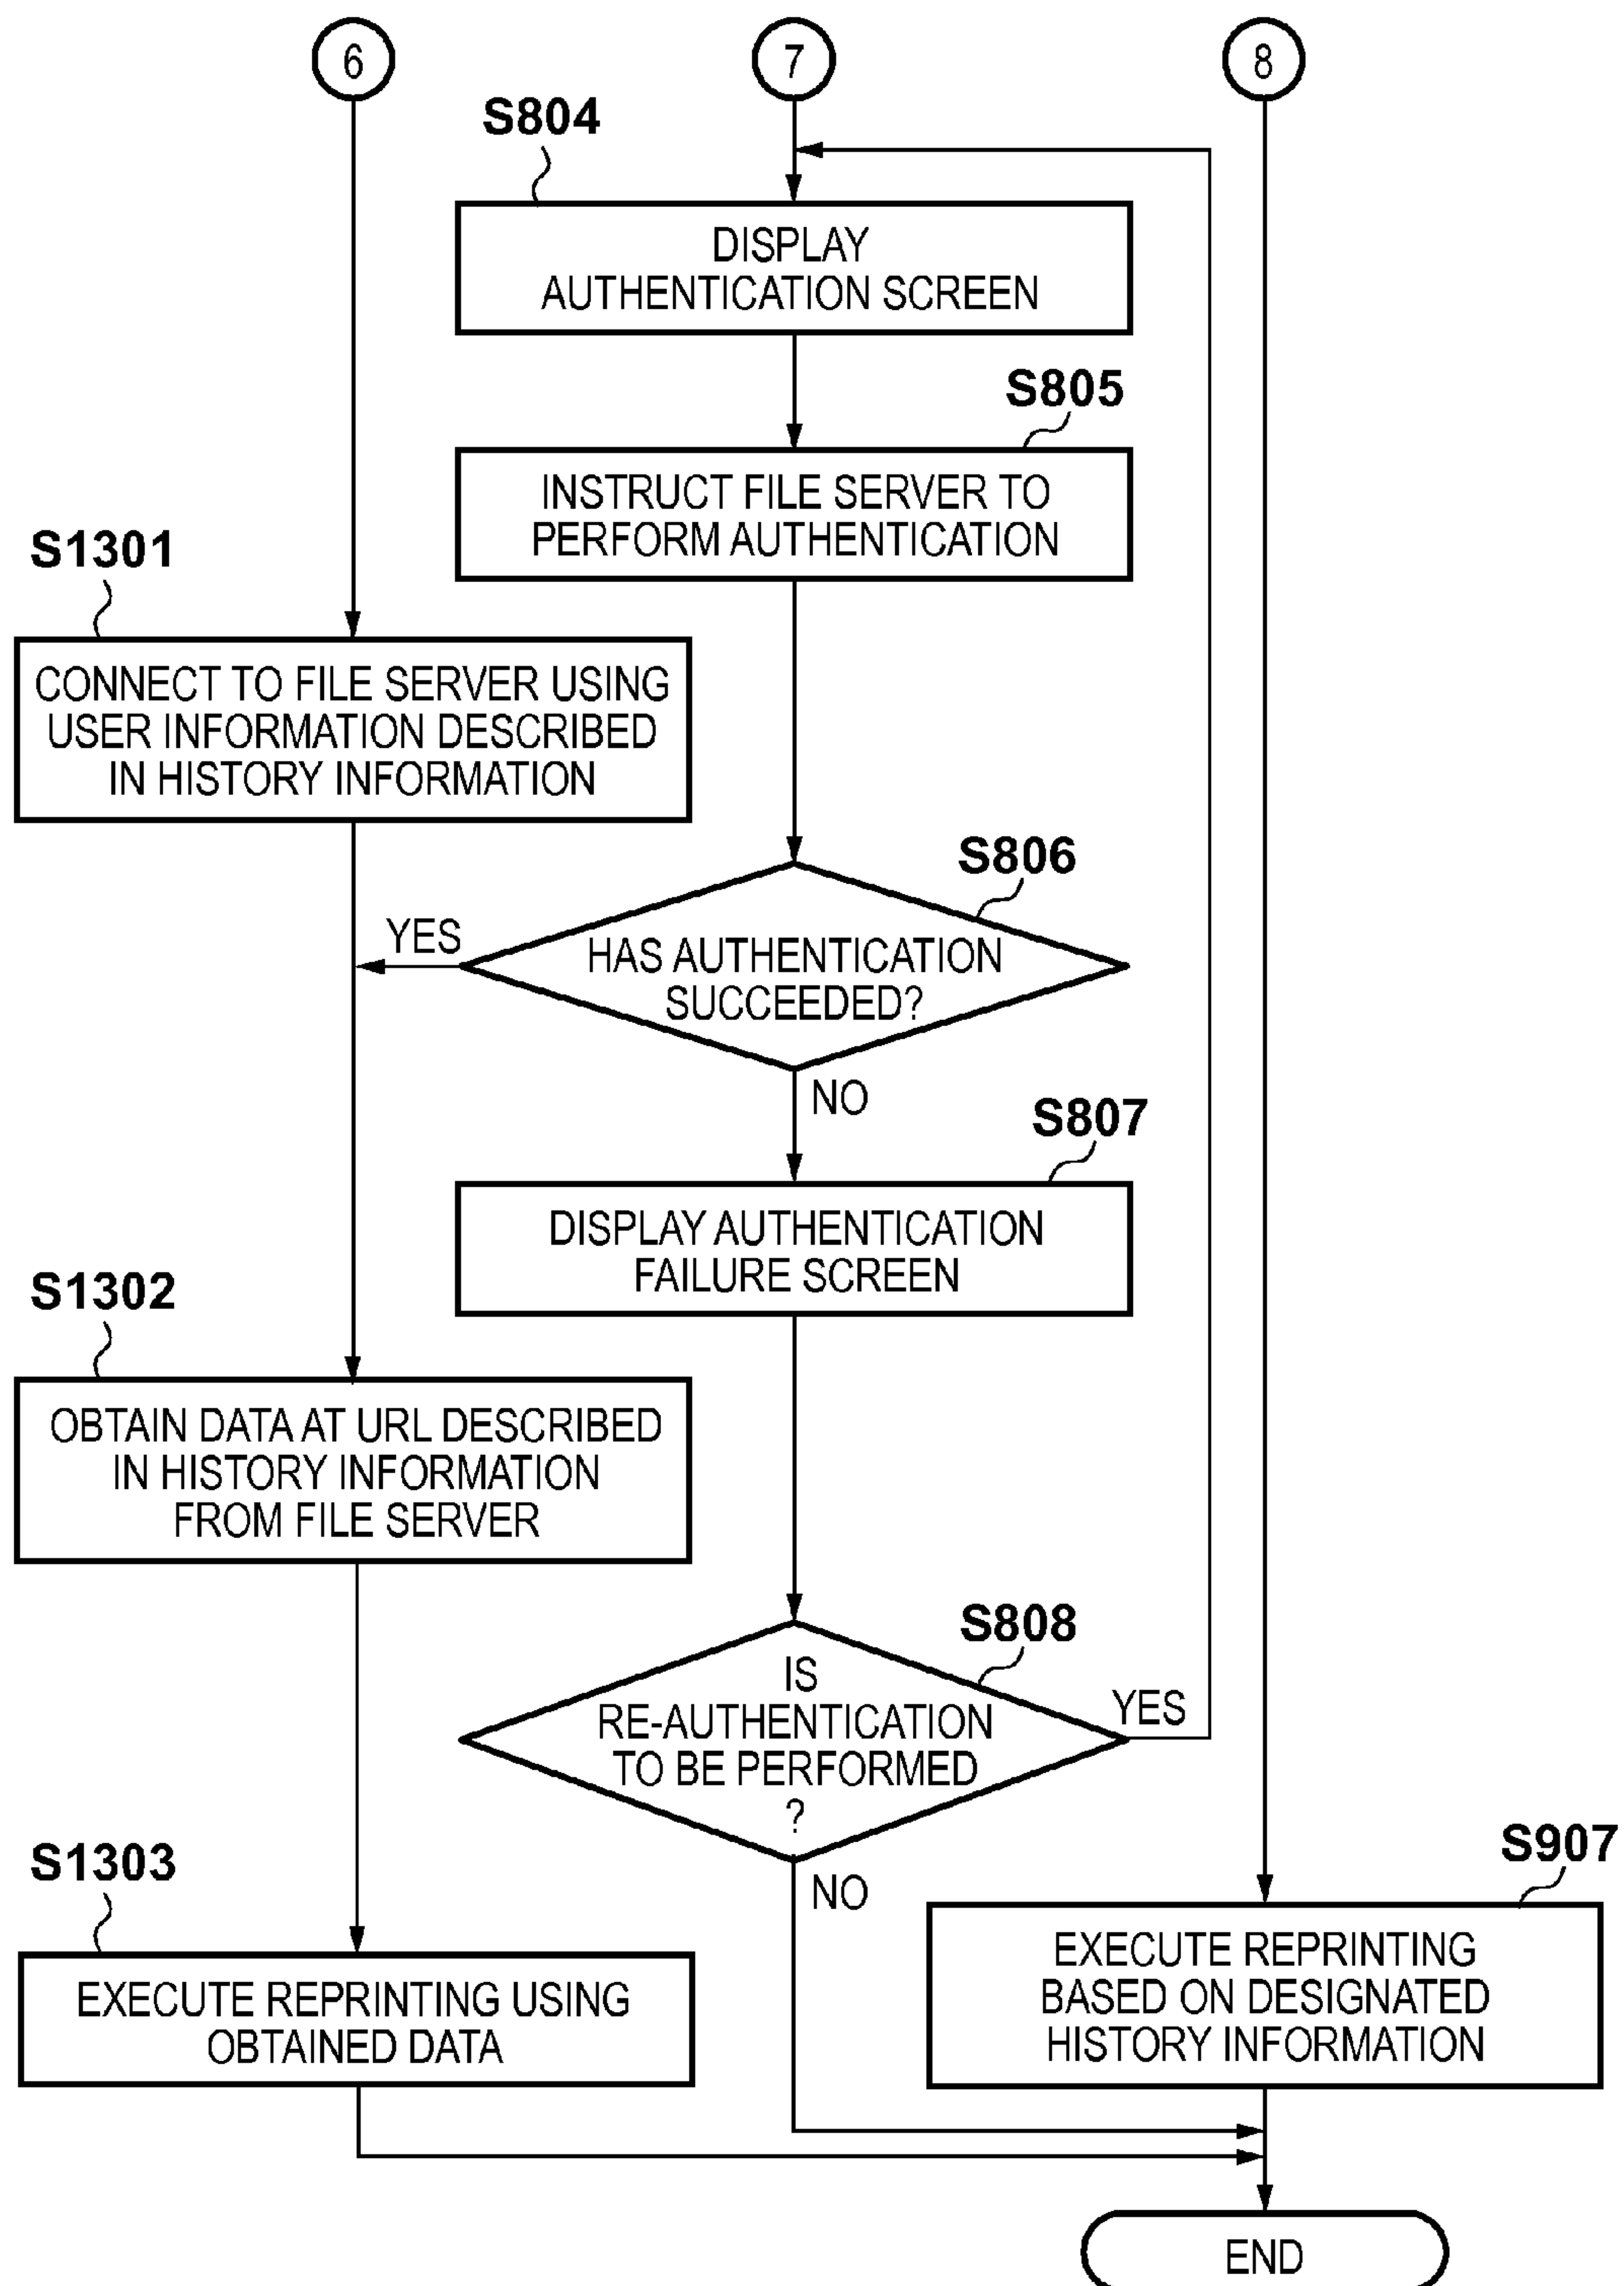 6
7
8
S804
DISPLAY
AUTHENTICATION SCREEN
S805
INSTRUCT FILE SERVER TO
PERFORM AUTHENTICATION
S1301
CONNECT TO FILE SERVER USING
USER INFORMATION DESCRIBED
IN HISTORY INFORMATION
S806
YES
HAS AUTHENTICATION
SUCCEEDED?
NO
S807
DISPLAY AUTHENTICATION
FAILURE SCREEN
S1302
OBTAIN DATA AT URL DESCRIBED
IN HISTORY INFORMATION
FROM FILE SERVER
S808
IS
RE-AUTHENTICATION
TO BE PERFORMED
?
YES
NO
S1303
EXECUTE REPRINTING USING
OBTAINED DATA
S907
EXECUTE REPRINTING
BASED ON DESIGNATED
HISTORY INFORMATION
END